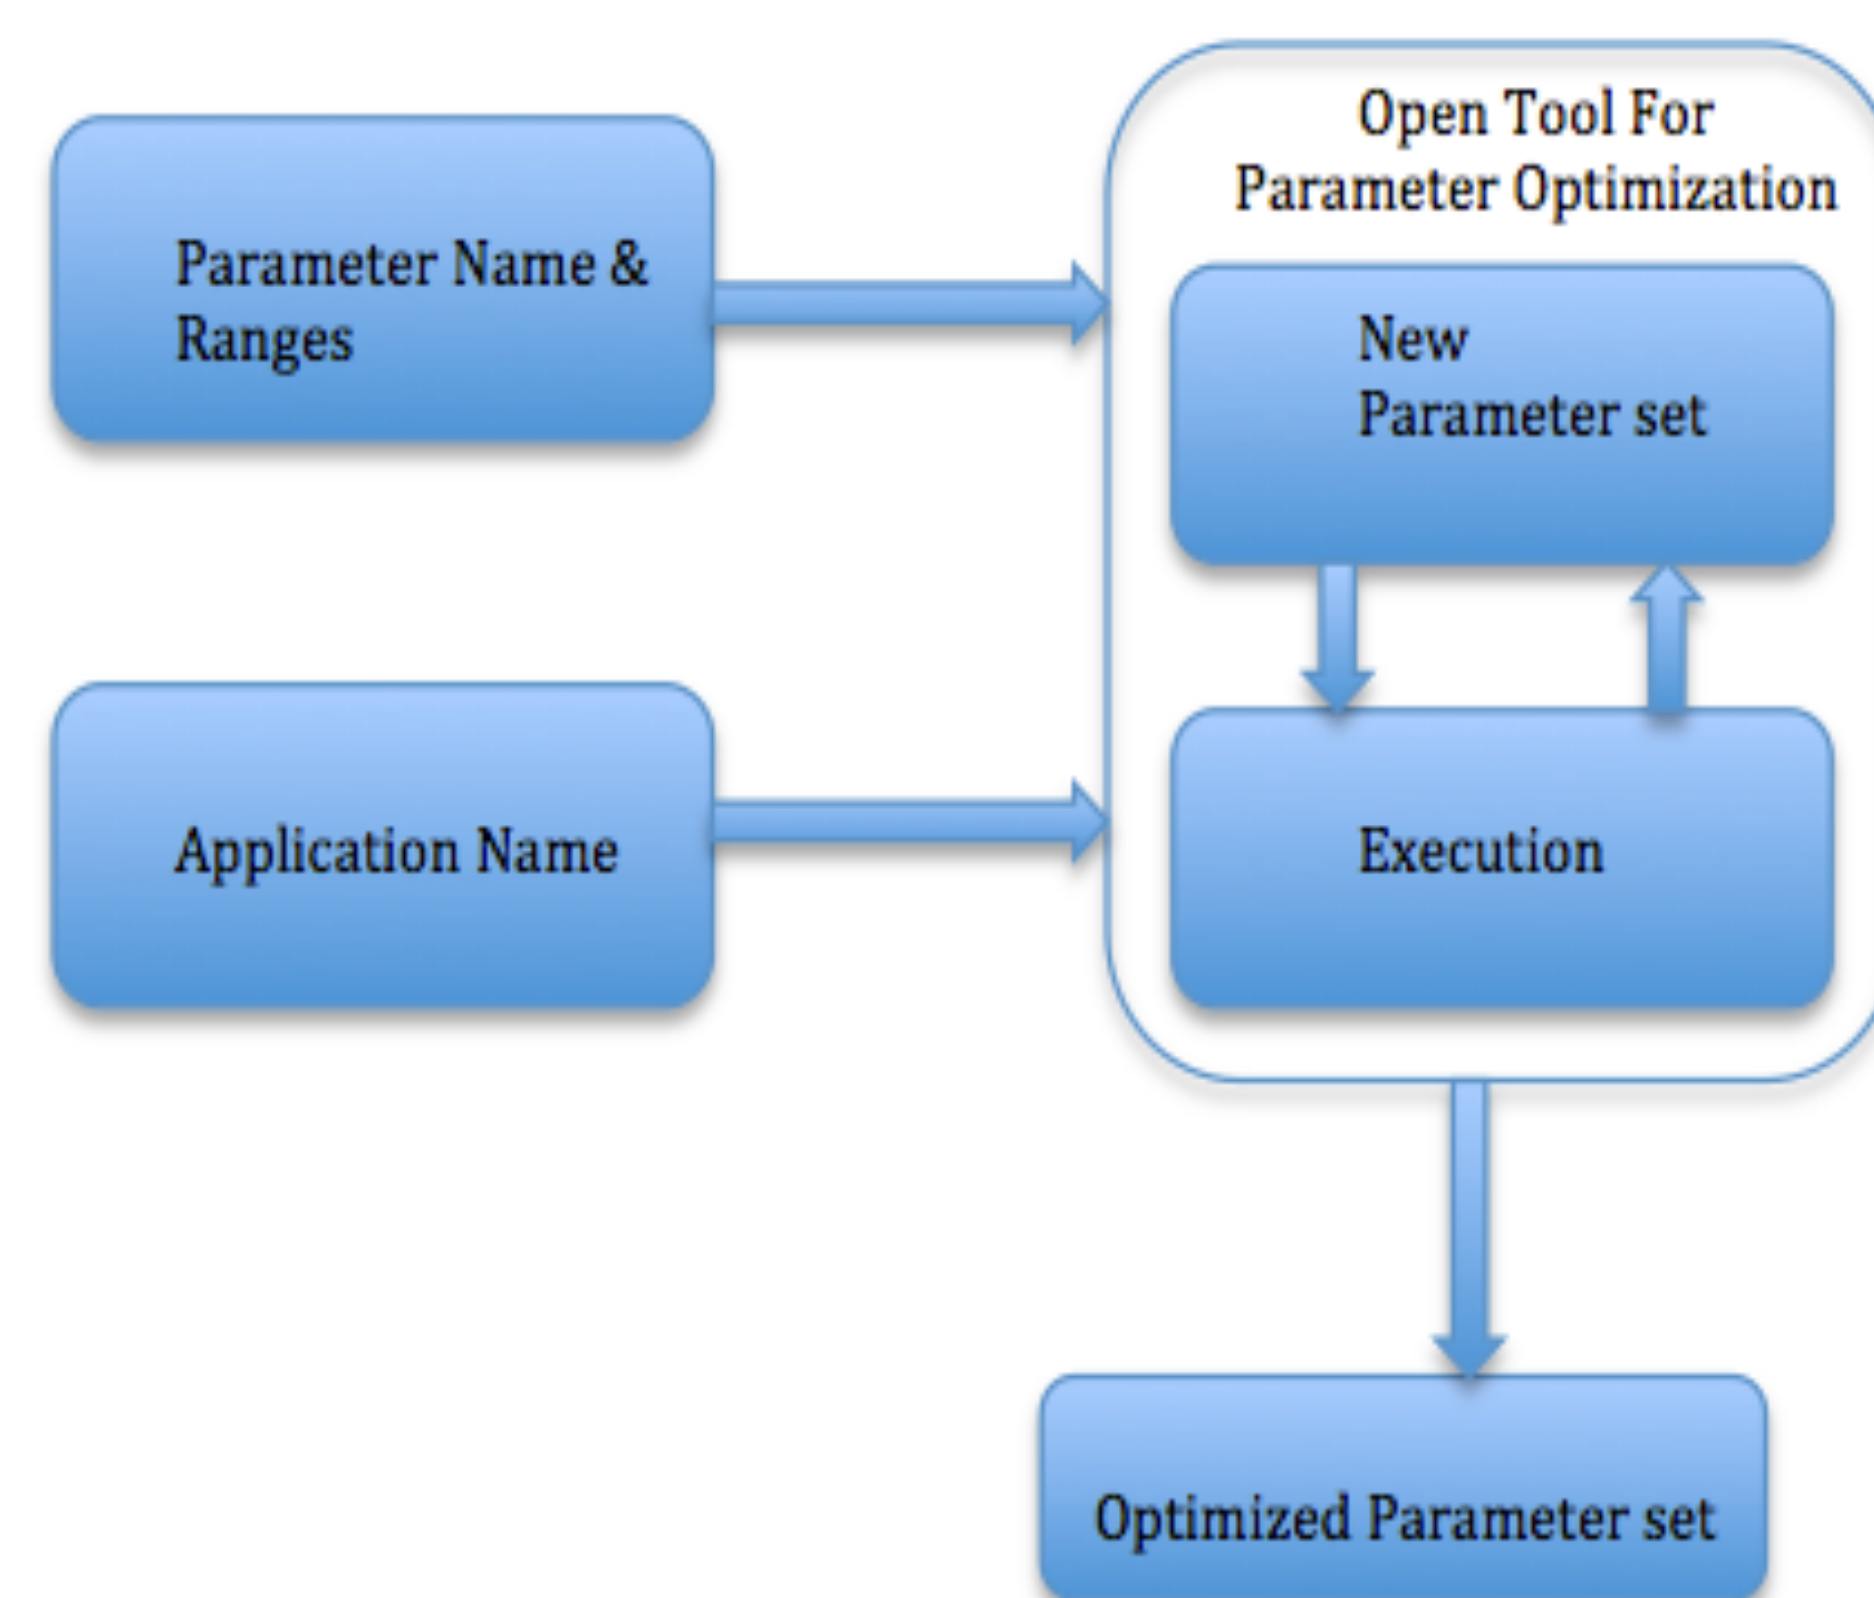 Parameter Name &
Ranges
Application Name
Open Tool For
Parameter Optimization
New
Parameter set
Execution
Optimized Parameter set